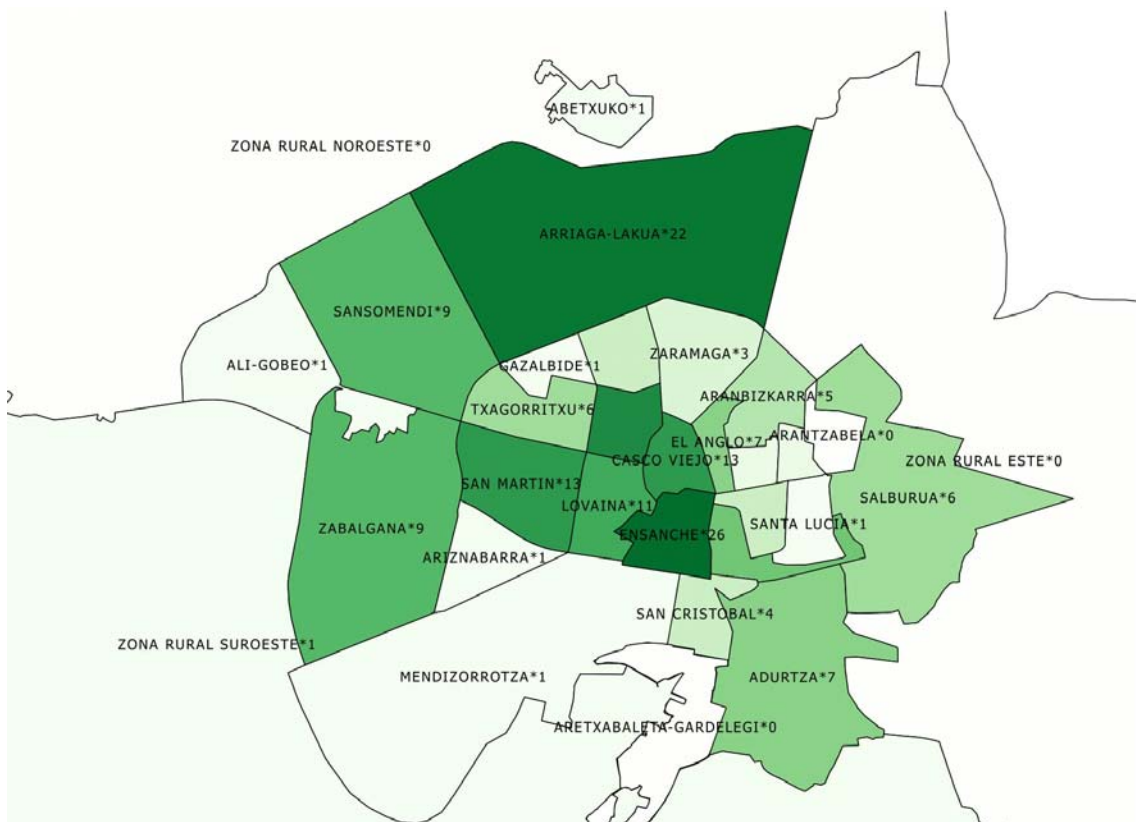 ABETXUKO*1
ZONA RURAL NOROESTE*0
ARRIAGA-LAKUA*22
SANSOMENDI*9
ZARAMAGA*3
ALI-GOBEO*1
GAZALBIDE*1
ARANBIZKARRA*5
TXAGORRITXU*6
ARANTZABELA*0
EL ANGLO*7
CASCO VIEJO*13
ZONA RURAL ESTE*0
SAN MARTIN*13
SALBURUA*6
LOVAINA*11
ZABALGANA*9
SANTA LUCIA*1
ENSANCHE*26
ARIZNABARRA*1
SAN CRISTOBAL*4
ZONA RURAL SUROESTE*1
MENDIZORROTZA*1
ADURTZA*7
ARETXABALETA-GARDELEGI*0